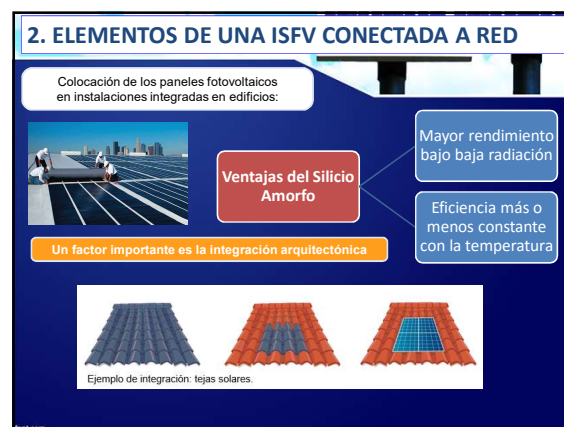 2. ELEMENTOS DE UNA ISFV CONECTADA A RED
Colocación de los paneles fotovoltaicos
en instalaciones integradas en edificios:
Ventajas del Silicio
Amorfo
Mayor rendimiento
bajo baja radiación
Eficiencia más o
menos constante
con la temperatura
Un factor importante es la integración arquitectónica
Ejemplo de integración: tejas solares.